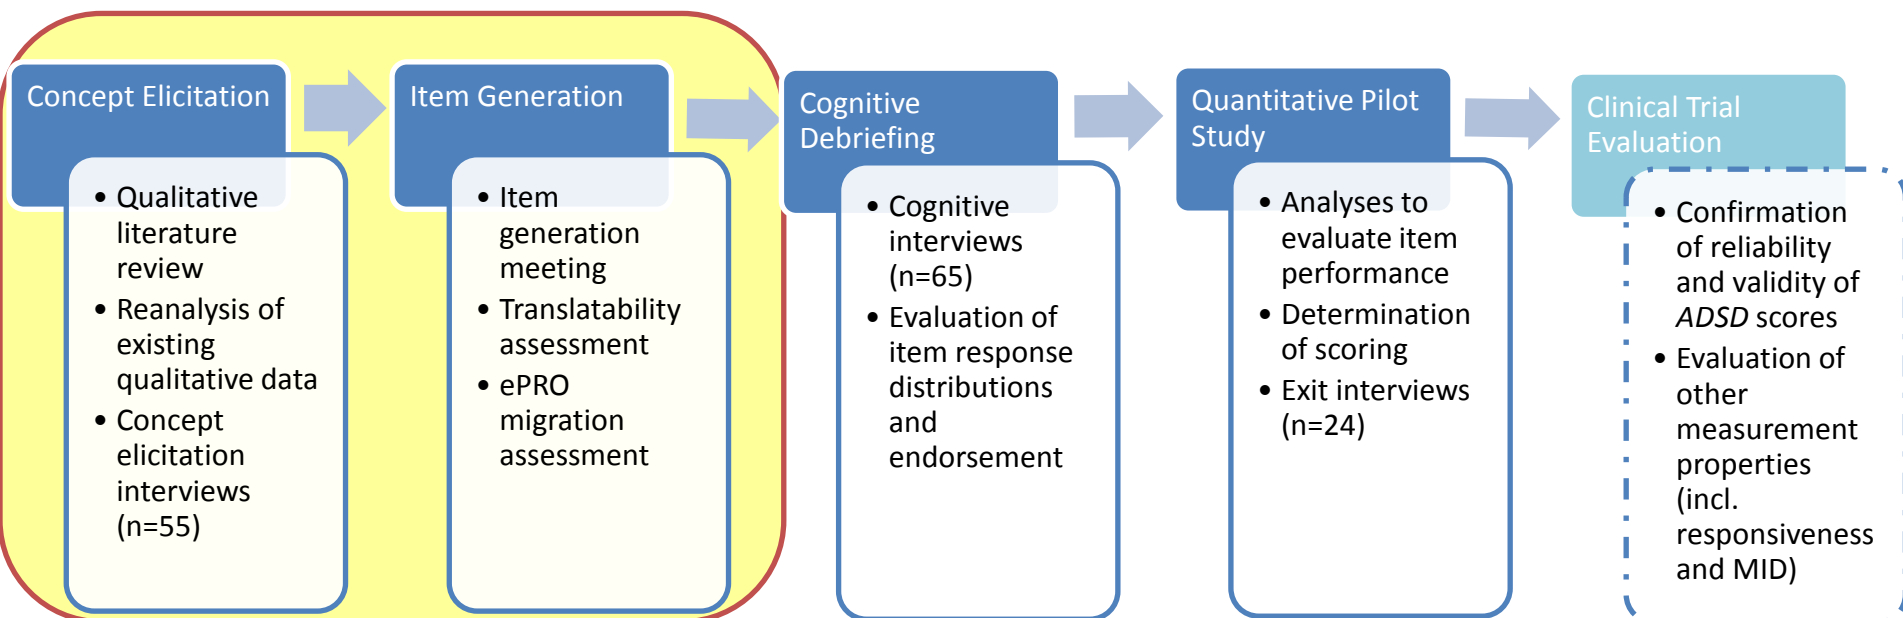 Concept Elicitation
• Qualitative
literature
review
• Reanalysis of
existing
qualitative data
• Concept
elicitation
interviews
(n=55)
Item Generation
• Item
generation
meeting
• Translatability
assessment
• ePRO
migration
assessment
Cognitive
Debriefing
• Cognitive
interviews
(n=65)
• Evaluation of
item response
distributions
and
endorsement
Quantitative Pilot
Study
• Analyses to
evaluate item
performance
• Determination
of scoring
• Exit interviews
(n=24)
Clinical Trial
Evaluation
• Confirmation
of reliability
and validity of
ADSD scores
• Evaluation of
other
measurement
properties
(incl.
responsiveness
and MID)